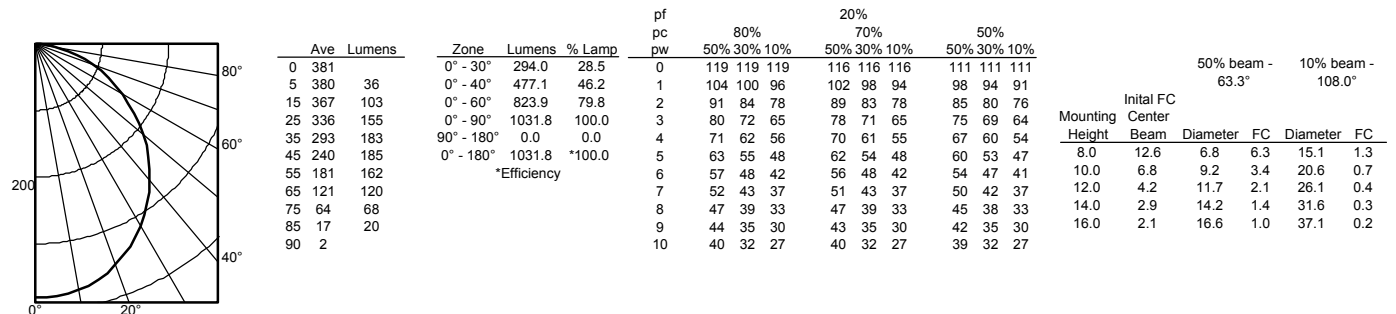 80°
60°
40°
20°
0°
200
Ave Lumens
0 381
5 380 36
15 367 103
25 336 155
35 293 183
45 240 185
55 181 162
65 121 120
75 64 68
85 17 20
90 2
Zone Lumens % Lamp
0° - 30° 294.0 28.5
0° - 40° 477.1 46.2
0° - 60° 823.9 79.8
0° - 90° 1031.8 100.0
90° - 180° 0.0 0.0
0° - 180° 1031.8 *100.0
*Efficiency
pf 20%
pc 80% 70% 50%
pw 50% 30% 10% 50% 30% 10% 50% 30% 10%
0 119 119 119 116 116 116 111 111 111
1 104 100 96 102 98 94 98 94 91
2 91 84 78 89 83 78 85 80 76
3 80 72 65 78 71 65 75 69 64
4 71 62 56 70 61 55 67 60 54
5 63 55 48 62 54 48 60 53 47
6 57 48 42 56 48 42 54 47 41
7 52 43 37 51 43 37 50 42 37
8 47 39 33 47 39 33 45 38 33
9 44 35 30 43 35 30 42 35 30
10 40 32 27 40 32 27 39 32 27
50% beam - 10% beam -
63.3° 108.0°
Inital FC
Mounting Center
Height Beam Diameter FC Diameter FC
8.0 12.6 6.8 6.3 15.1 1.3
10.0 6.8 9.2 3.4 20.6 0.7
12.0 4.2 11.7 2.1 26.1 0.4
14.0 2.9 14.2 1.4 31.6 0.3
16.0 2.1 16.6 1.0 37.1 0.2